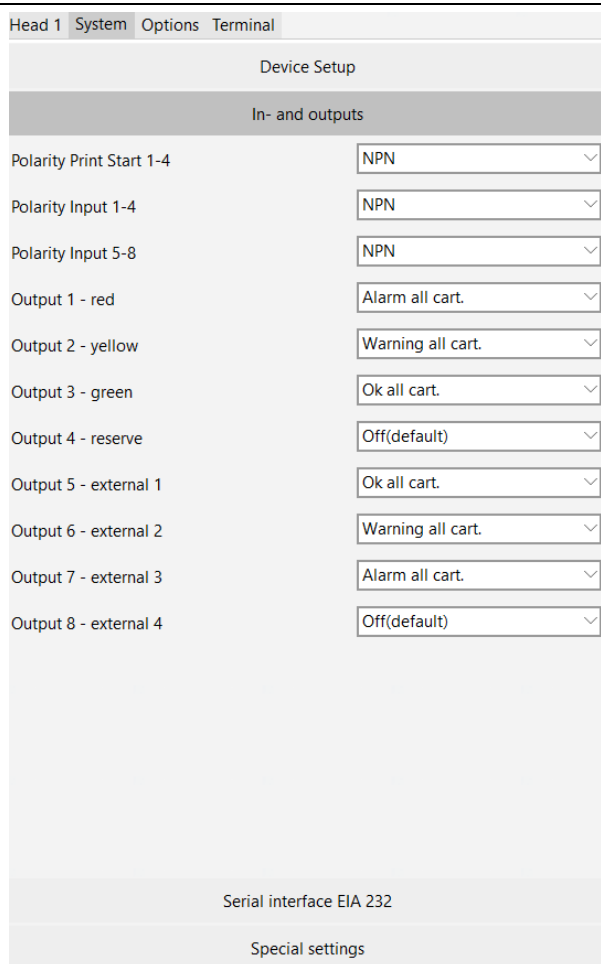 Head 1 System Options Terminal
Device Setup
In- and outputs
Polarity Print Start 1-4 NPN
Polarity Input 1-4 NPN
Polarity Input 5-8 NPN
Output 1 - red Alarm all cart.
Output 2 - yellow Warning all cart.
Output 3 - green Ok all cart.
Output 4 - reserve Off(default)
Output 5 - external 1 Ok all cart.
Output 6 - external 2 Warning all cart.
Output 7 - external 3 Alarm all cart.
Output 8 - external 4 Off(default)
Serial interface EIA 232
Special settings